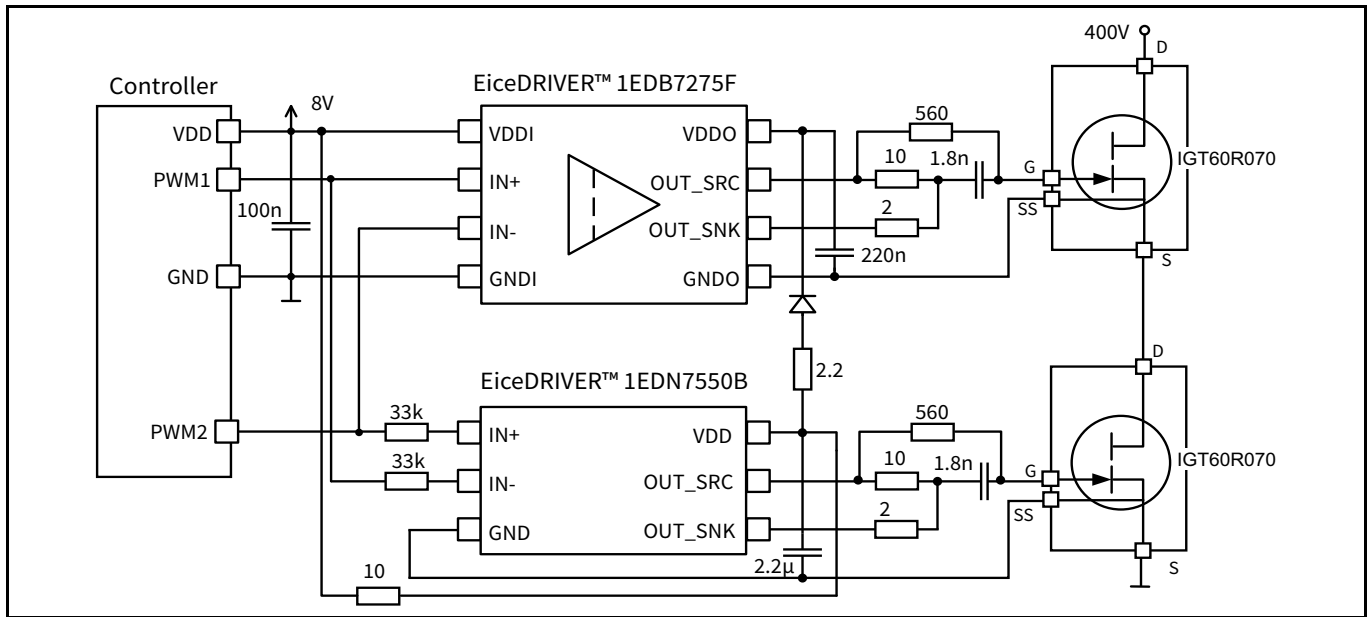 400V
D
Controller
EiceDRIVER™ 1EDB7275F
8V
VDD
VDDI
VDDO
560
10
1.8n
PWM1
IN+
OUT_SRC
G
IGT60R070
100n
SS
2
IN-
OUT_SNK
GND
GNDI
GNDO
220n
S
2.2
D
EiceDRIVER™ 1EDN7550B
33k
560
PWM2
IN+
VDD
10
1.8n
33k
IN-
OUT_SRC
G
IGT60R070
SS
2
GND
OUT_SNK
2.2µ
10
S